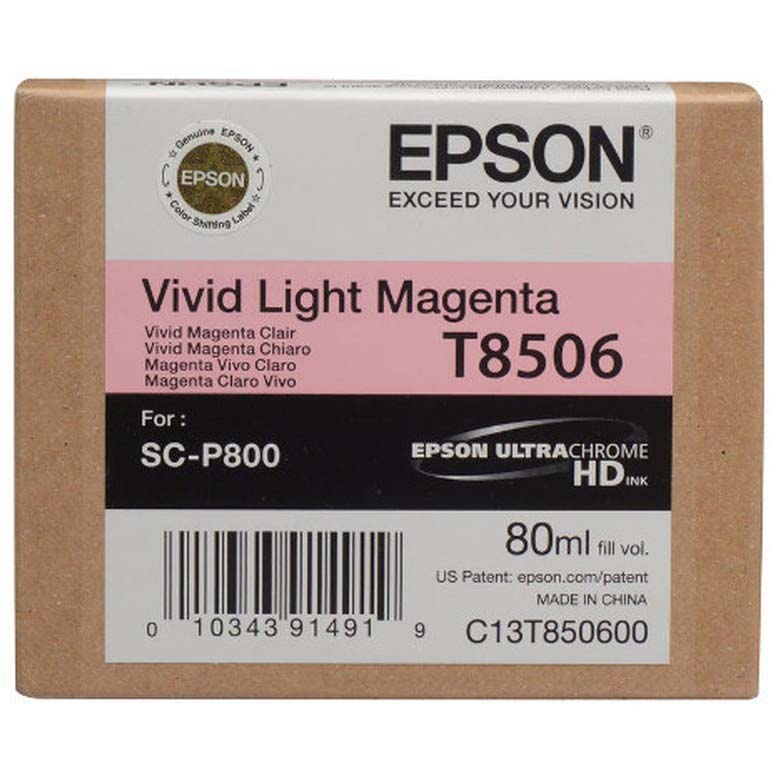 Genuine EPSON
EPSON
Color Shifting Label
EPSON®
EXCEED YOUR VISION
Vivid Light Magenta
Vivid Magenta Clair
Vivid Magenta Chiaro
Magenta Vivo Claro
Magenta Claro Vivo
T8506
For :
SC-P800
EPSON ULTRACHROME
HD INK
80ml fill vol.
US Patent: epson.com/patent
MADE IN CHINA
0 10343 91491 9
C13T850600